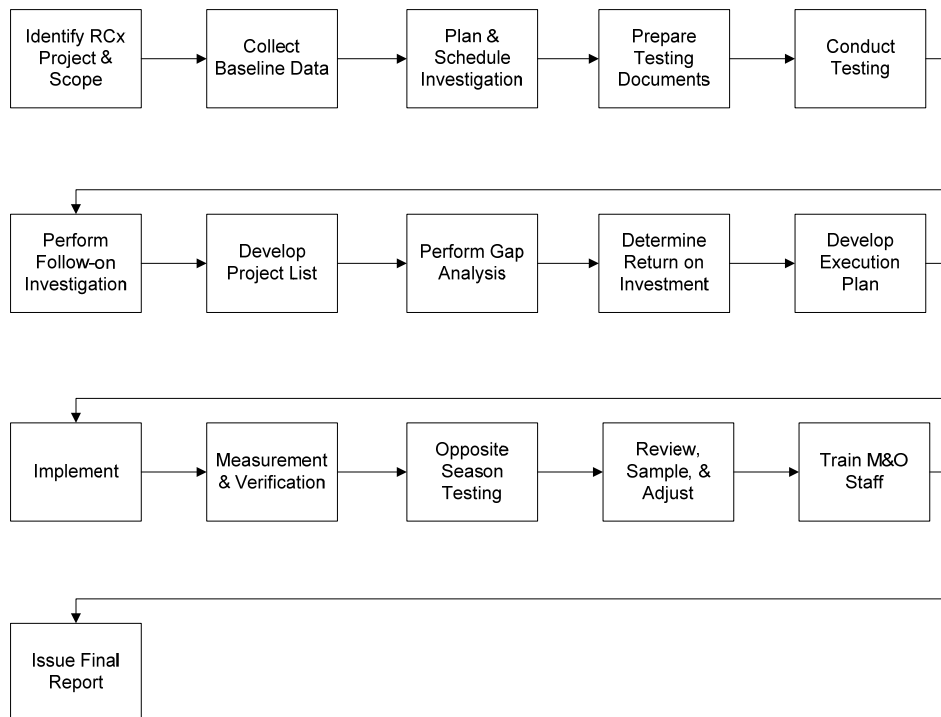 Identify RCx
Project &
Scope
Collect
Baseline Data
Plan &
Schedule
Investigation
Prepare
Testing
Documents
Conduct
Testing
Perform
Follow-on
Investigation
Develop
Project List
Perform Gap
Analysis
Determine
Return on
Investment
Develop
Execution
Plan
Implement
Measurement
& Verification
Opposite
Season
Testing
Review,
Sample, &
Adjust
Train M&O
Staff
Issue Final
Report